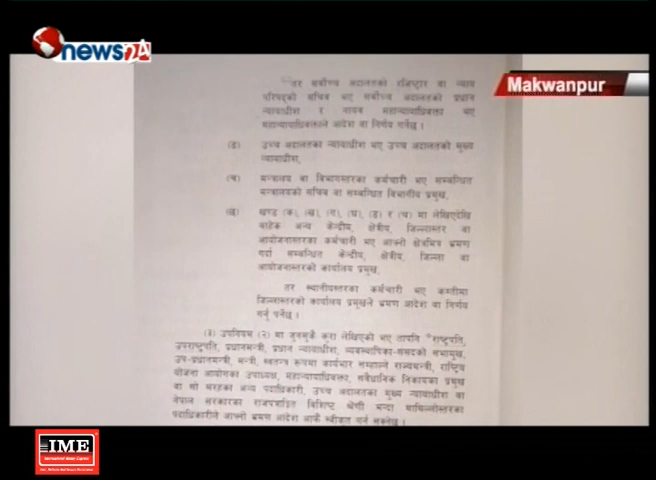 news24
Makwanpur
तर सर्वोच्च अदालतको रजिष्ट्रार वा न्याय
परिषद्को सचिव भए सर्वोच्च अदालतको प्रधान
न्यायाधीश र नायव महान्यायाधिवक्ता भए
महान्यायाधिवक्ताले आदेश वा निर्णय गर्नेछ ।
(ङ) उच्च अदालतका न्यायाधीश भए उच्च अदालतको मुख्य
न्यायाधीश,
(च) मन्त्रालय वा विभागस्तरका कर्मचारी भए सम्बन्धित
मन्त्रालयको सचिव वा सम्बन्धित विभागीय प्रमुख,
(छ) खण्ड (क), (ख), (ग), (घ), (ङ) र (च) मा लेखिएदेखि
बाहेक अन्य केन्द्रीय, क्षेत्रीय, जिल्लास्तर वा
आयोजनास्तरका कर्मचारी भए आफ्नो क्षेत्रभित्र भ्रमण
गर्दा सम्बन्धित केन्द्रीय, क्षेत्रीय, जिल्ला वा
आयोजनास्तरको कार्यालय प्रमुख,
तर स्थानीयस्तरका कर्मचारी भए कम्तीमा
जिल्लास्तरको कार्यालय प्रमुखले भ्रमण आदेश वा निर्णय
गर्नु पर्नेछ ।
(३) उपनियम (२) मा जुनसुकै कुरा लेखिएको भए तापनि राष्ट्रपति,
उपराष्ट्रपति, प्रधानमन्त्री, प्रधान न्यायाधीश, व्यवस्थापिका-संसदको सभामुख,
उप-प्रधानमन्त्री, मन्त्री, स्वतन्त्र रूपमा कार्यभार सम्हाल्ने राज्यमन्त्री, राष्ट्रिय
योजना आयोगका उपाध्यक्ष, महान्यायाधिवक्ता, संवैधानिक निकायका प्रमुख
वा सो सरहका अन्य पदाधिकारी, उच्च अदालतका मुख्य न्यायाधीश वा
नेपाल सरकारका राजपत्राङ्कित विशिष्ट श्रेणी भन्दा माथिल्लोस्तरका
पदाधिकारीले आफ्नो भ्रमण आदेश आफै स्वीकृत गर्न सक्नेछ ।
IME